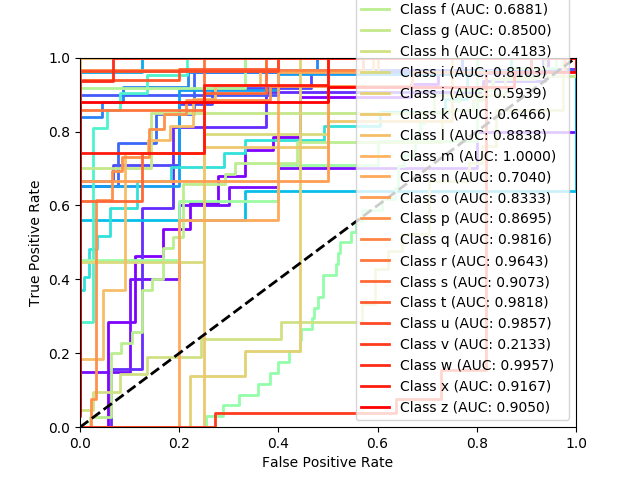 Class f (AUC: 0.6881)
Class g (AUC: 0.8500)
Class h (AUC: 0.4183)
Class i (AUC: 0.8103)
Class j (AUC: 0.5939)
Class k (AUC: 0.6466)
Class l (AUC: 0.8838)
Class m (AUC: 1.0000)
Class n (AUC: 0.7040)
Class o (AUC: 0.8333)
Class p (AUC: 0.8695)
Class q (AUC: 0.9816)
Class r (AUC: 0.9643)
Class s (AUC: 0.9073)
Class t (AUC: 0.9818)
Class u (AUC: 0.9857)
Class v (AUC: 0.2133)
Class w (AUC: 0.9957)
Class x (AUC: 0.9167)
Class z (AUC: 0.9050)
1.0
0.8
0.6
0.4
0.2
0.0
True Positive Rate
0.0 0.2 0.4 0.6 0.8 1.0
False Positive Rate